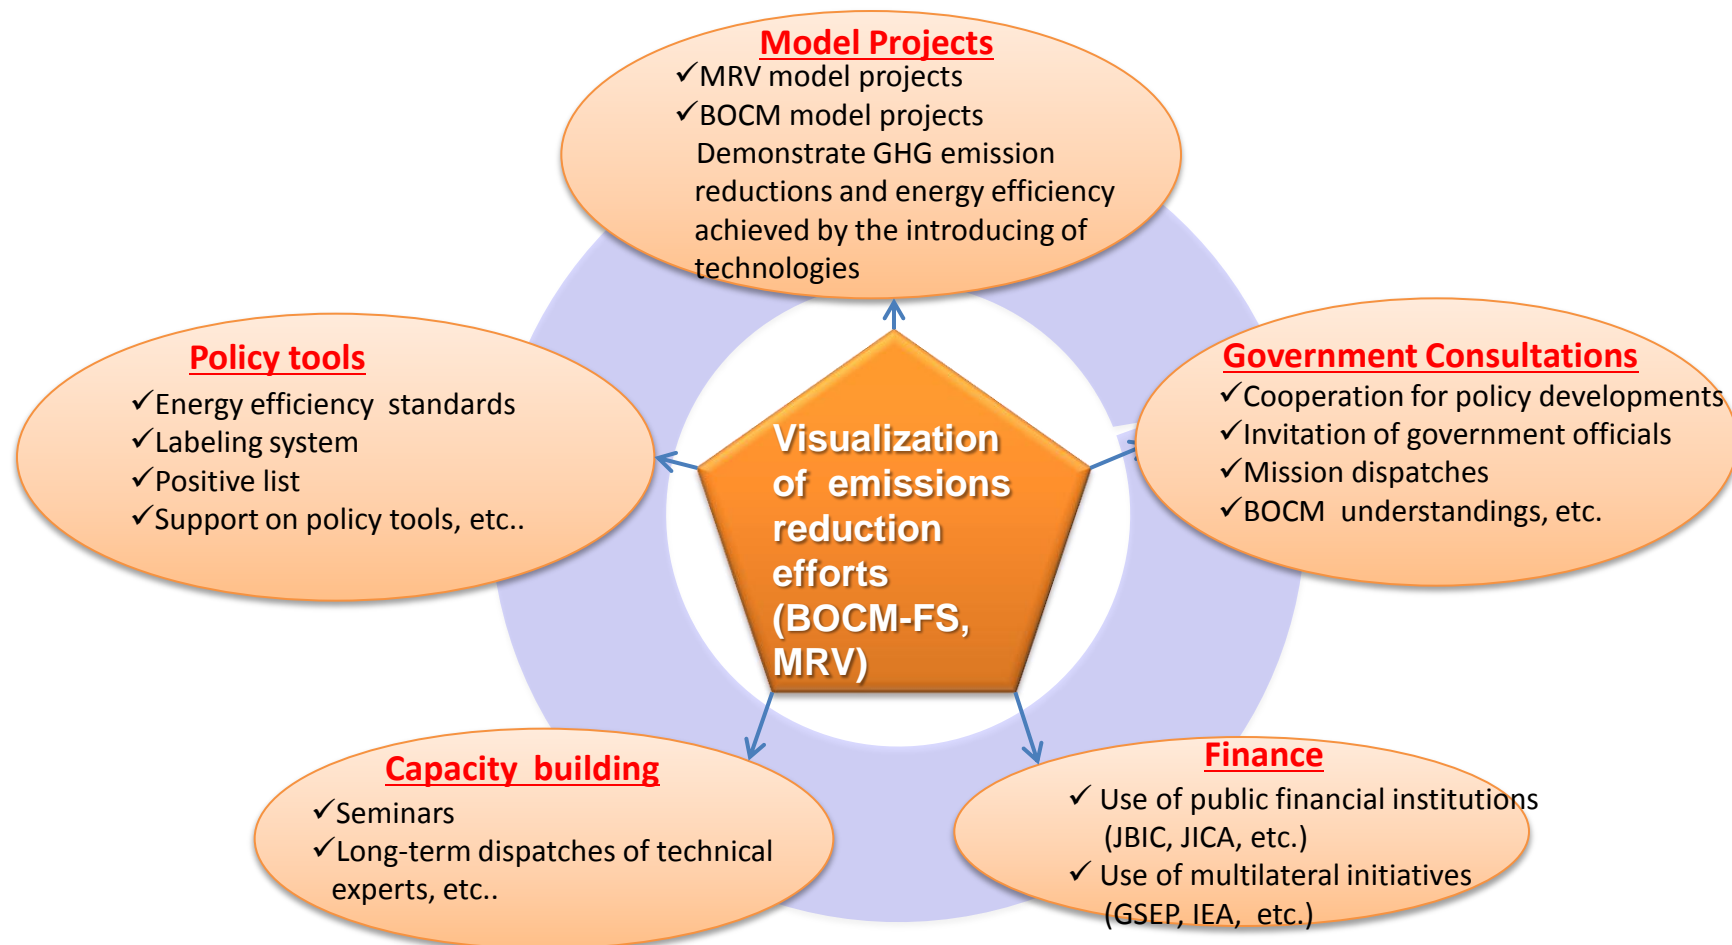 Model Projects
✓MRV model projects
✓BOCM model projects
Demonstrate GHG emission
reductions and energy efficiency
achieved by the introducing of
technologies
Policy tools
✓Energy efficiency standards
✓Labeling system
✓Positive list
✓Support on policy tools, etc..
Government Consultations
✓Cooperation for policy developments
✓Invitation of government officials
✓Mission dispatches
✓BOCM understandings, etc.
Visualization
of emissions
reduction
efforts
(BOCM-FS,
MRV)
Capacity building
✓Seminars
✓Long-term dispatches of technical
experts, etc..
Finance
✓ Use of public financial institutions
(JBIC, JICA, etc.)
✓ Use of multilateral initiatives
(GSEP, IEA, etc.)